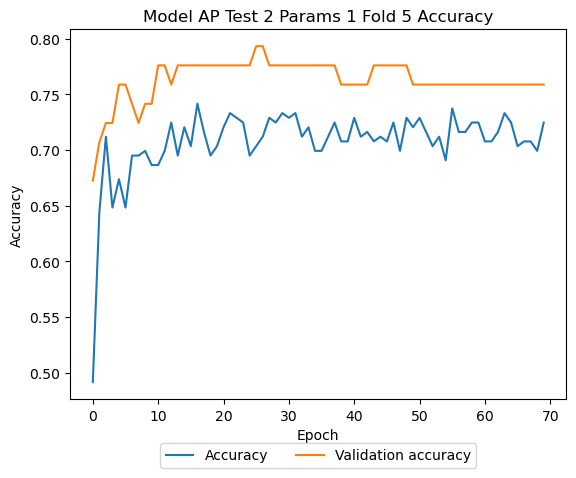 Model AP Test 2 Params 1 Fold 5 Accuracy
0.80
0.75
0.70
0.65
0.60
0.55
0.50
Accuracy
0 10 20 30 40 50 60 70
Epoch
Accuracy Validation accuracy